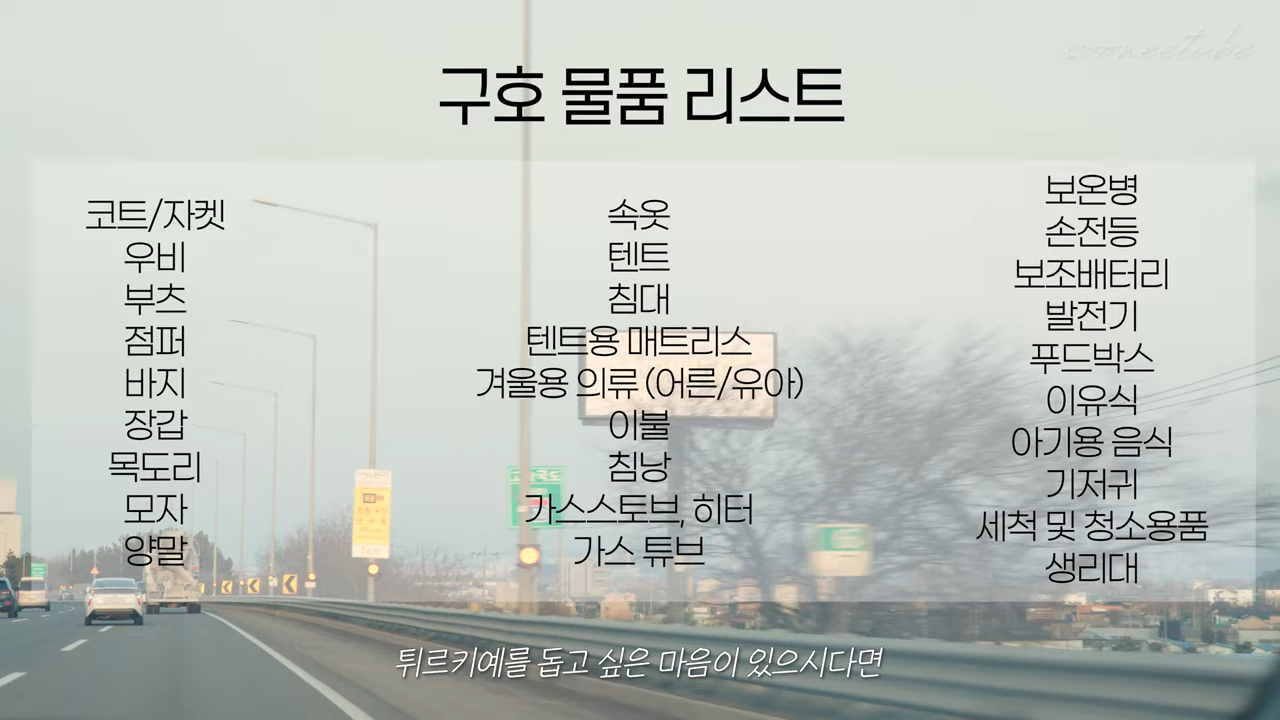 connectube
구호 물품 리스트
코트/자켓
우비
부츠
점퍼
바지
장갑
목도리
모자
양말
속옷
텐트
침대
텐트용 매트리스
겨울용 의류 (어른/유아)
이불
침낭
가스스토브, 히터
가스 튜브
보온병
손전등
보조배터리
발전기
푸드박스
이유식
아기용 음식
기저귀
세척 및 청소용품
생리대
튀르키예를 돕고 싶은 마음이 있으시다면